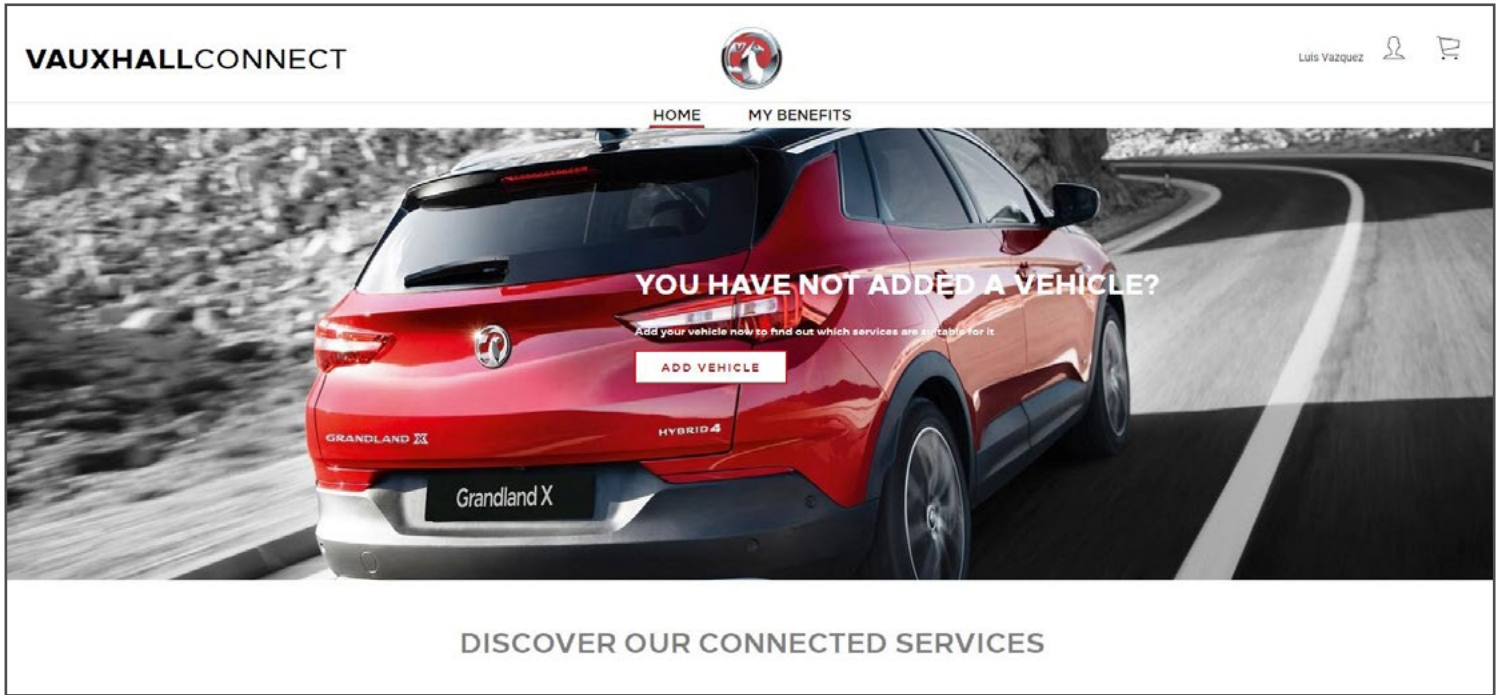 VAUXHALLCONNECT
Luis Vazquez
HOME MY BENEFITS
YOU HAVE NOT ADDED A VEHICLE?
Add your vehicle now to find out which services are suitable for it
ADD VEHICLE
GRANDLAND X
HYBRID4
Grandland X
DISCOVER OUR CONNECTED SERVICES